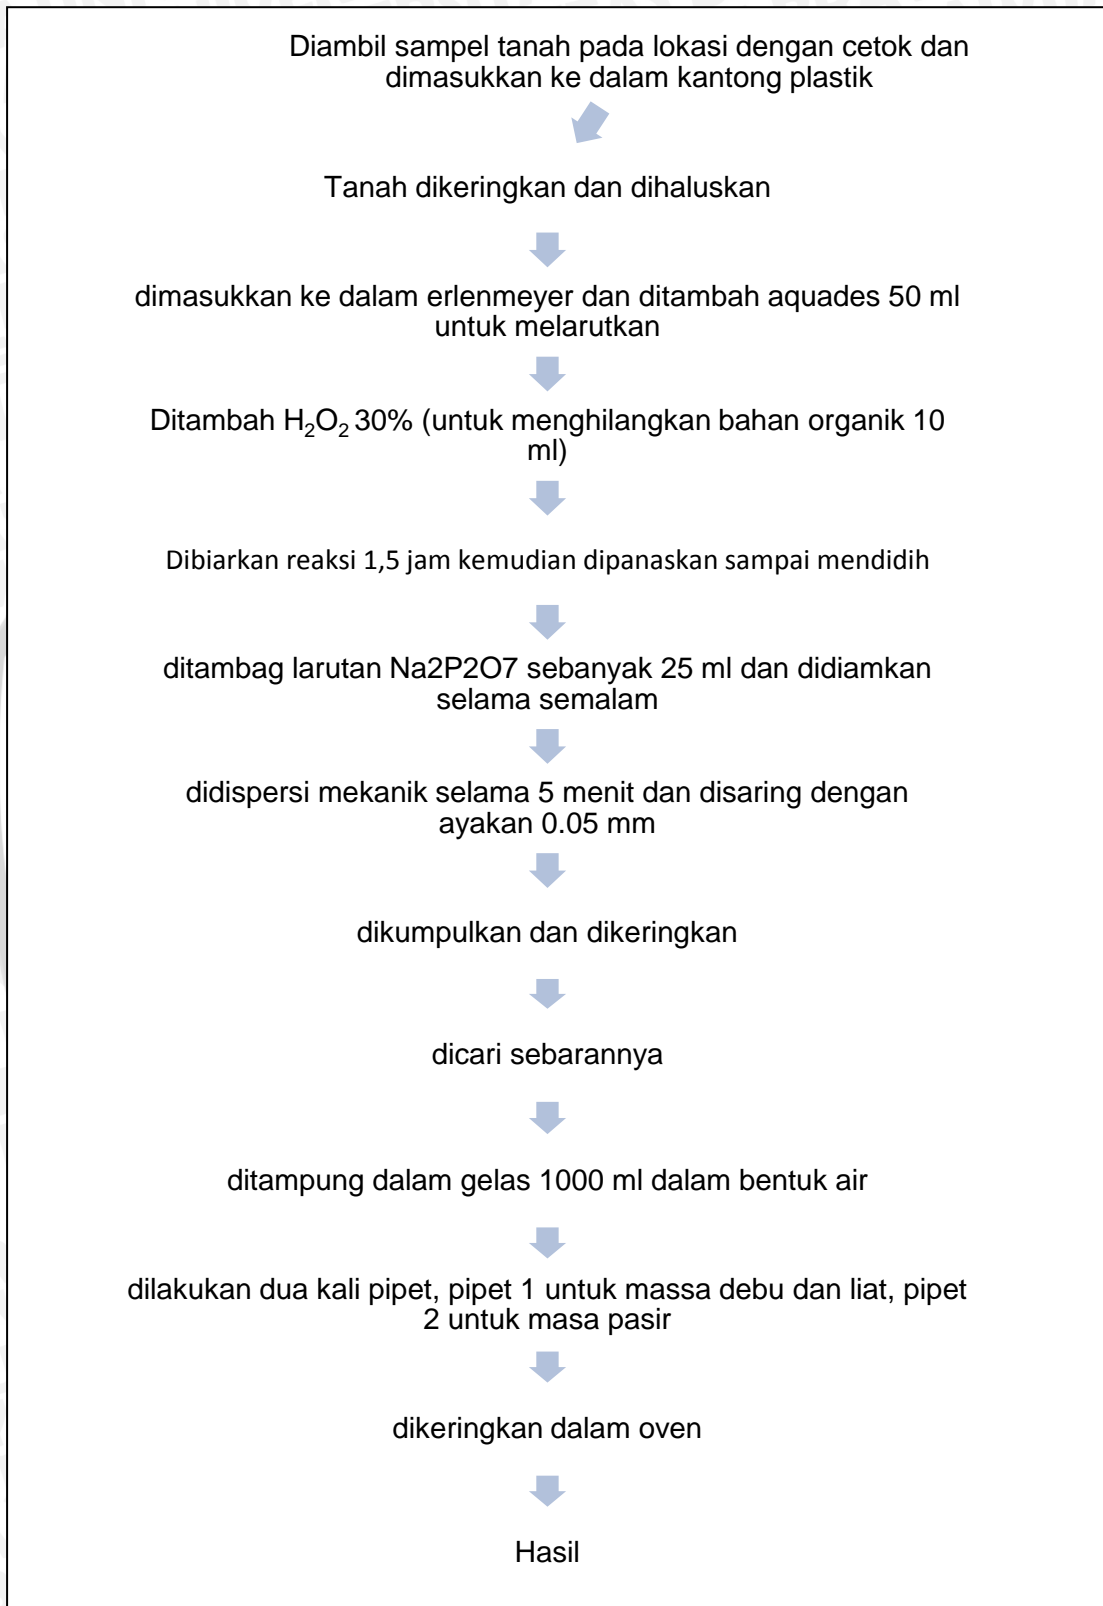 Diambil sampel tanah pada lokasi dengan cetok dan
dimasukkan ke dalam kantong plastik
Tanah dikeringkan dan dihaluskan
dimasukkan ke dalam erlenmeyer dan ditambah aquades 50 ml
untuk melarutkan
Ditambah H₂O₂ 30% (untuk menghilangkan bahan organik 10
ml)
Dibiarkan reaksi 1,5 jam kemudian dipanaskan sampai mendidih
ditambag larutan Na2P2O7 sebanyak 25 ml dan didiamkan
selama semalam
didispersi mekanik selama 5 menit dan disaring dengan
ayakan 0.05 mm
dikumpulkan dan dikeringkan
dicari sebarannya
ditampung dalam gelas 1000 ml dalam bentuk air
dilakukan dua kali pipet, pipet 1 untuk massa debu dan liat, pipet
2 untuk masa pasir
dikeringkan dalam oven
Hasil